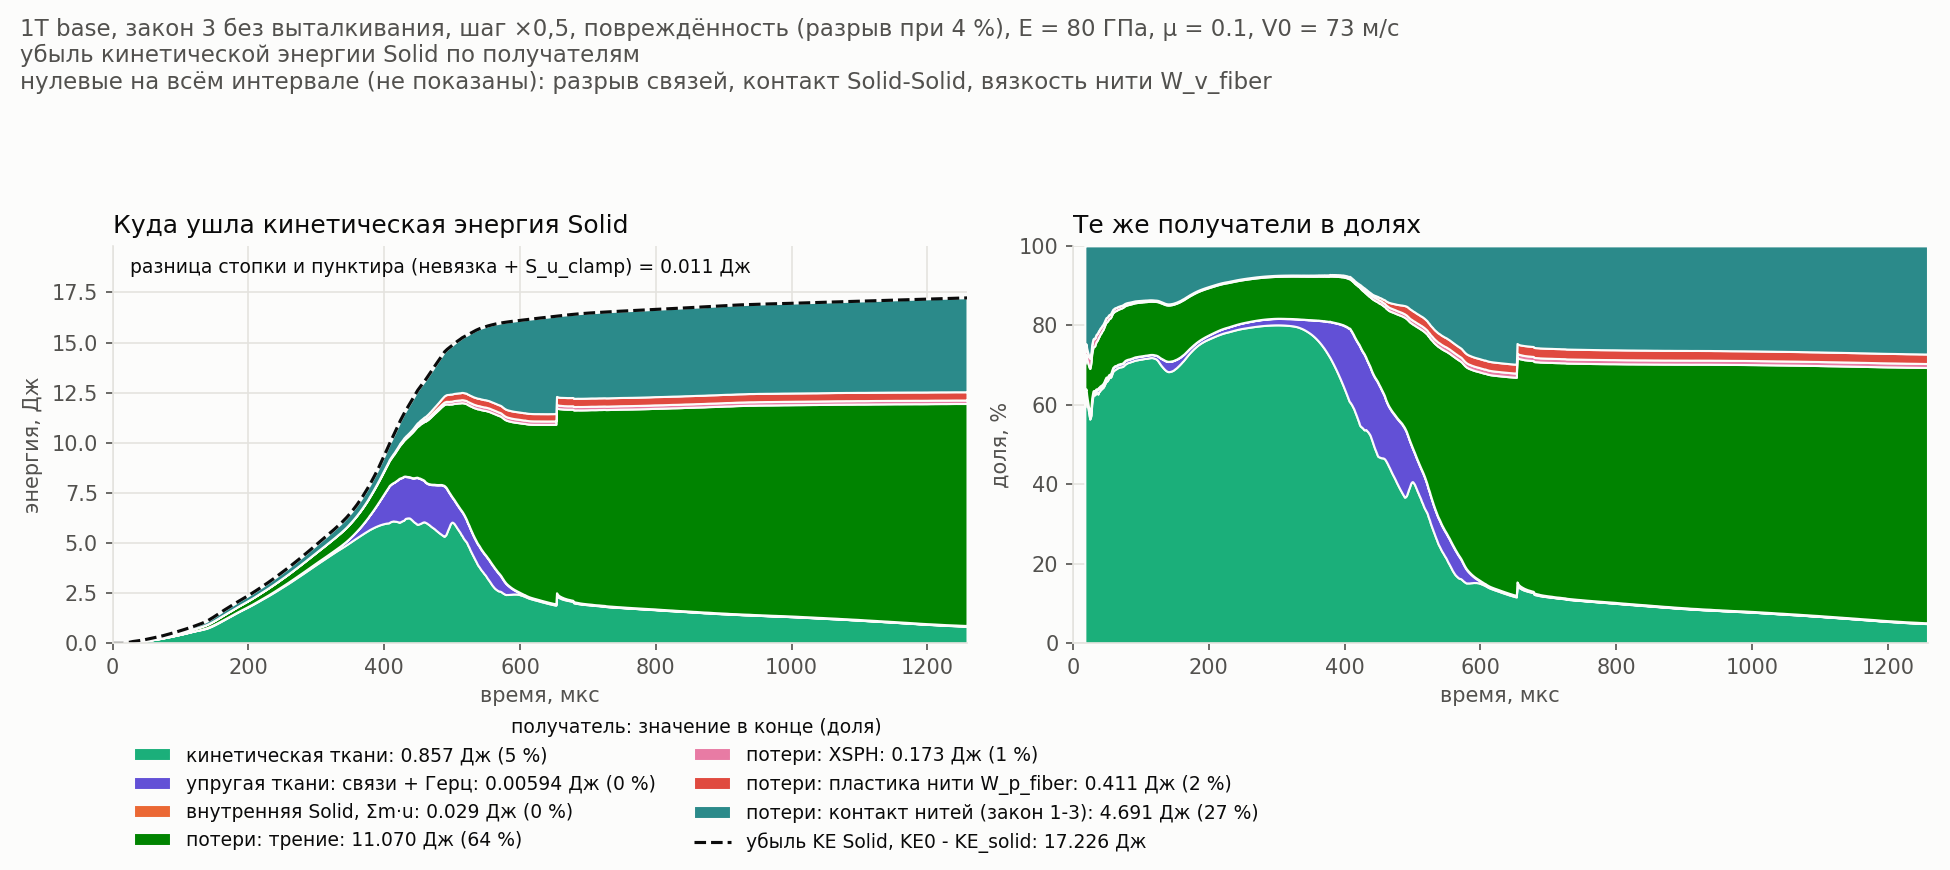 1T base, закон 3 без выталкивания, шаг ×0,5, повреждённость (разрыв при 4 %), E = 80 ГПа, μ = 0.1, V0 = 73 м/с
убыль кинетической энергии Solid по получателям
нулевые на всём интервале (не показаны): разрыв связей, контакт Solid-Solid, вязкость нити W_v_fiber
Куда ушла кинетическая энергия Solid
разница стопки и пунктира (невязка + S_u_clamp) = 0.011 Дж
17.5
15.0
12.5
10.0
7.5
5.0
2.5
0.0
энергия, Дж
0 200 400 600 800 1000 1200
время, мкс
Те же получатели в долях
100
80
60
40
20
0
доля, %
0 200 400 600 800 1000 1200
время, мкс
получатель: значение в конце (доля)
кинетическая ткани: 0.857 Дж (5 %)
упругая ткани: связи + Герц: 0.00594 Дж (0 %)
внутренняя Solid, Σm·u: 0.029 Дж (0 %)
потери: трение: 11.070 Дж (64 %)
потери: XSPH: 0.173 Дж (1 %)
потери: пластика нити W_p_fiber: 0.411 Дж (2 %)
потери: контакт нитей (закон 1-3): 4.691 Дж (27 %)
убыль KE Solid, KE0 - KE_solid: 17.226 Дж